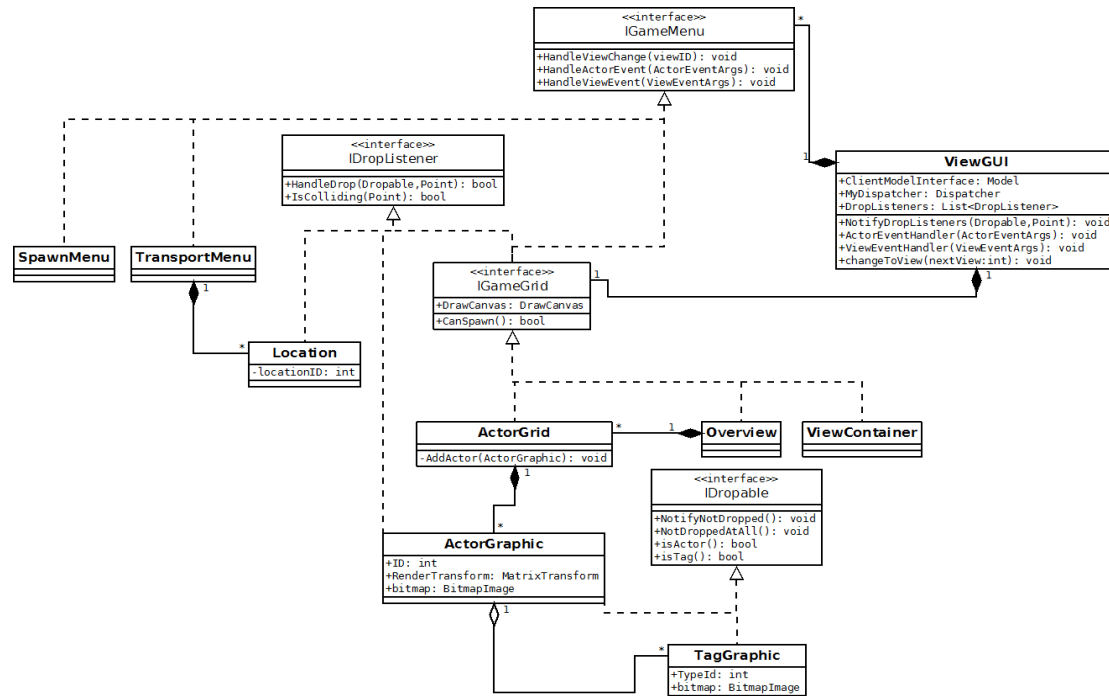 <<interface>>
IGameMenu
+HandleViewChange(viewID): void
+HandleActorEvent(ActorEventArgs): void
+HandleViewEvent(ViewEventArgs): void
*
1
ViewGUI
+ClientModelInterface: Model
+MyDispatcher: Dispatcher
+DropListeners: List<DropListener>
+NotifyDropListeners(Dropable,Point): void
+ActorEventHandler(ActorEventArgs): void
+ViewEventHandler(ViewEventArgs): void
+changeToView(nextView:int): void
1
1
<<interface>>
IDropListener
+HandleDrop(Dropable,Point): bool
+IsColliding(Point): bool
SpawnMenu
TransportMenu
1
*
<<interface>>
IGameGrid
+DrawCanvas: DrawCanvas
+CanSpawn(): bool
Location
-locationID: int
ActorGrid
-AddActor(ActorGraphic): void
*
1
Overview
ViewContainer
1
*
<<interface>>
IDropable
+NotifyNotDropped(): void
+NotDroppedAtAll(): void
+isActor(): bool
+isTag(): bool
ActorGraphic
+ID: int
+RenderTransform: MatrixTransform
+bitmap: BitmapImage
1
*
TagGraphic
+TypeId: int
+bitmap: BitmapImage